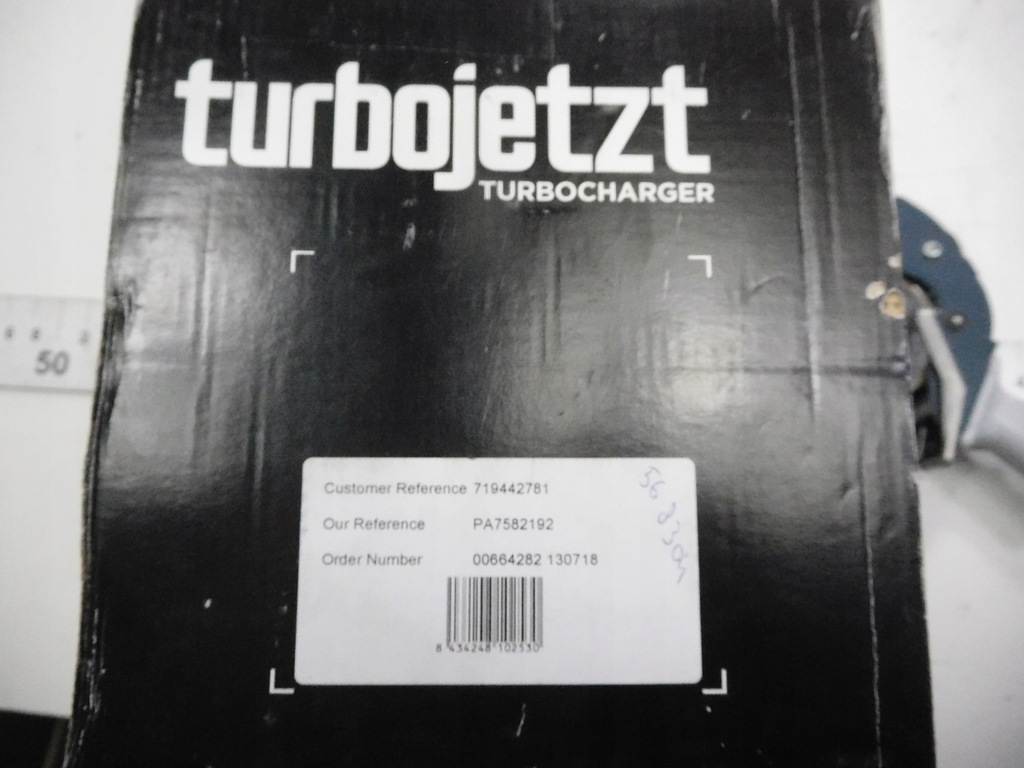 turbojetzt
TURBOCHARGER
50
Customer Reference 719442781
Our Reference PA7582192
Order Number 00664282 130718
8 434248 102530